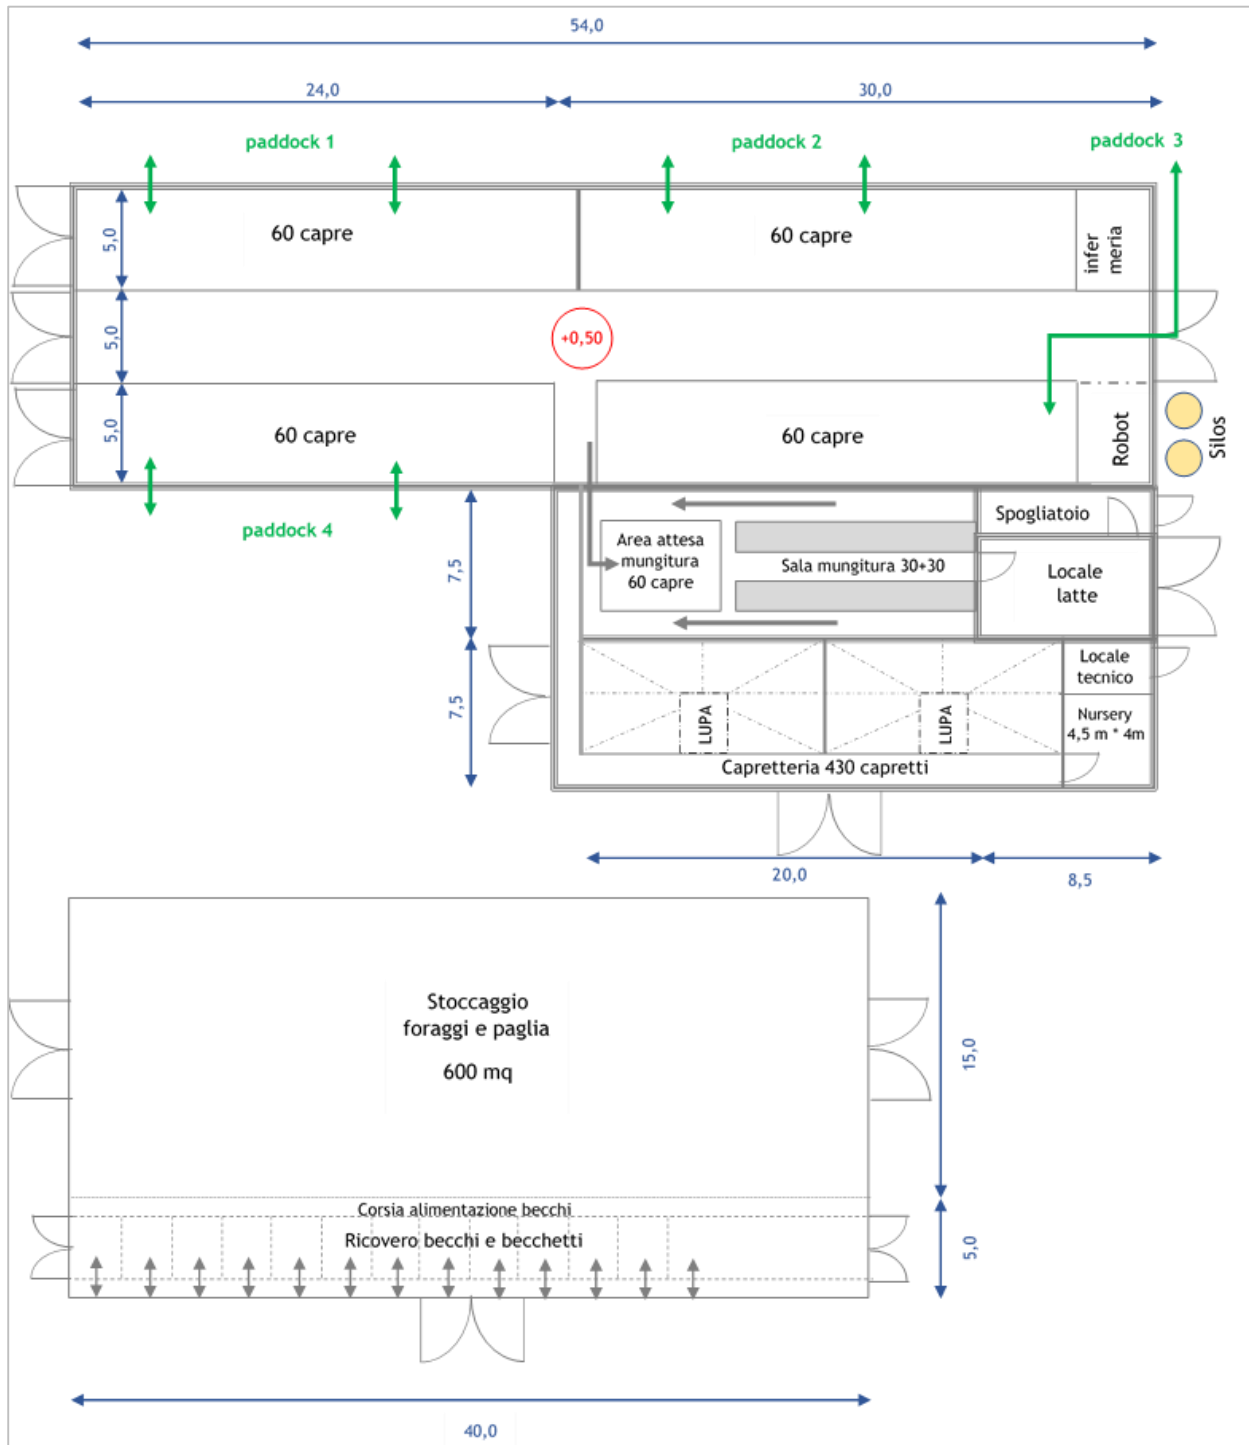 54,0
24,0
30,0
paddock 1
paddock 2
paddock 3
5,0
60 capre
60 capre
infer
meria
5,0
+0,50
5,0
60 capre
60 capre
Robot
Silos
paddock 4
7,5
Area attesa
mungitura
60 capre
Sala mungitura 30+30
Spogliatoio
Locale
latte
7,5
LUPA
LUPA
Locale
tecnico
Nursery
4,5 m * 4m
Capretteria 430 capretti
20,0
8,5
Stoccaggio
foraggi e paglia
600 mq
15,0
Corsia alimentazione becchi
Ricovero becchi e becchetti
5,0
40,0